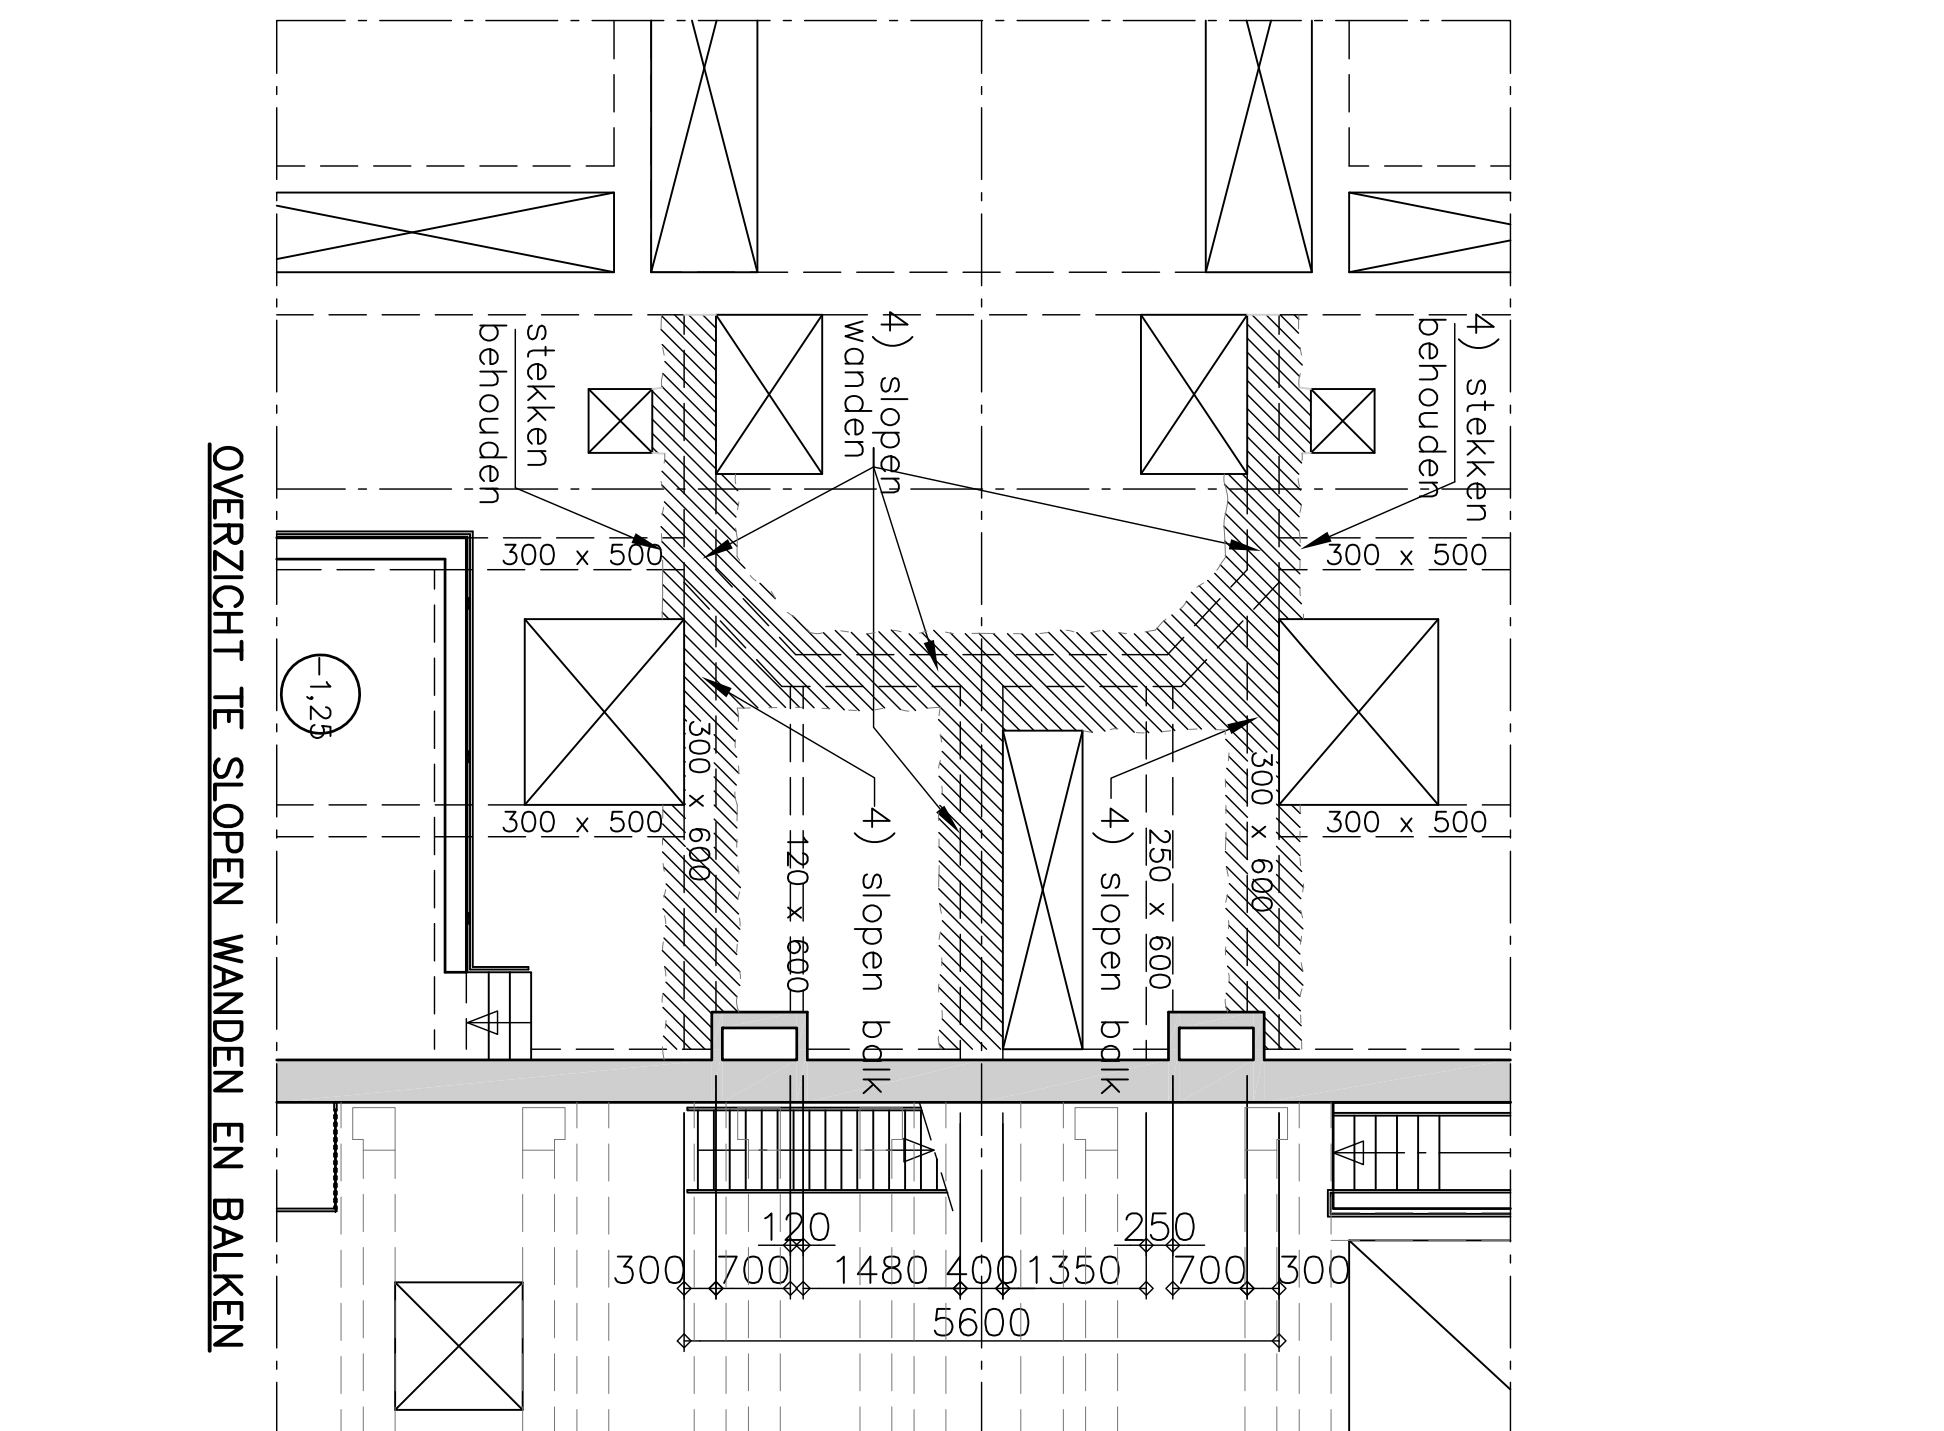 4) slopen
wanden
stekken
behouden
4) stekken
behouden
300 x 500
300 x 500
-1,25
300 x 600
300 x 600
300 x 500
300 x 500
120 x 600
250 x 600
4) slopen balk
4) slopen balk
OVERZICHT TE SLOPEN WANDEN EN BALKEN
120
250
300
700
1480
400
1350
700
300
5600